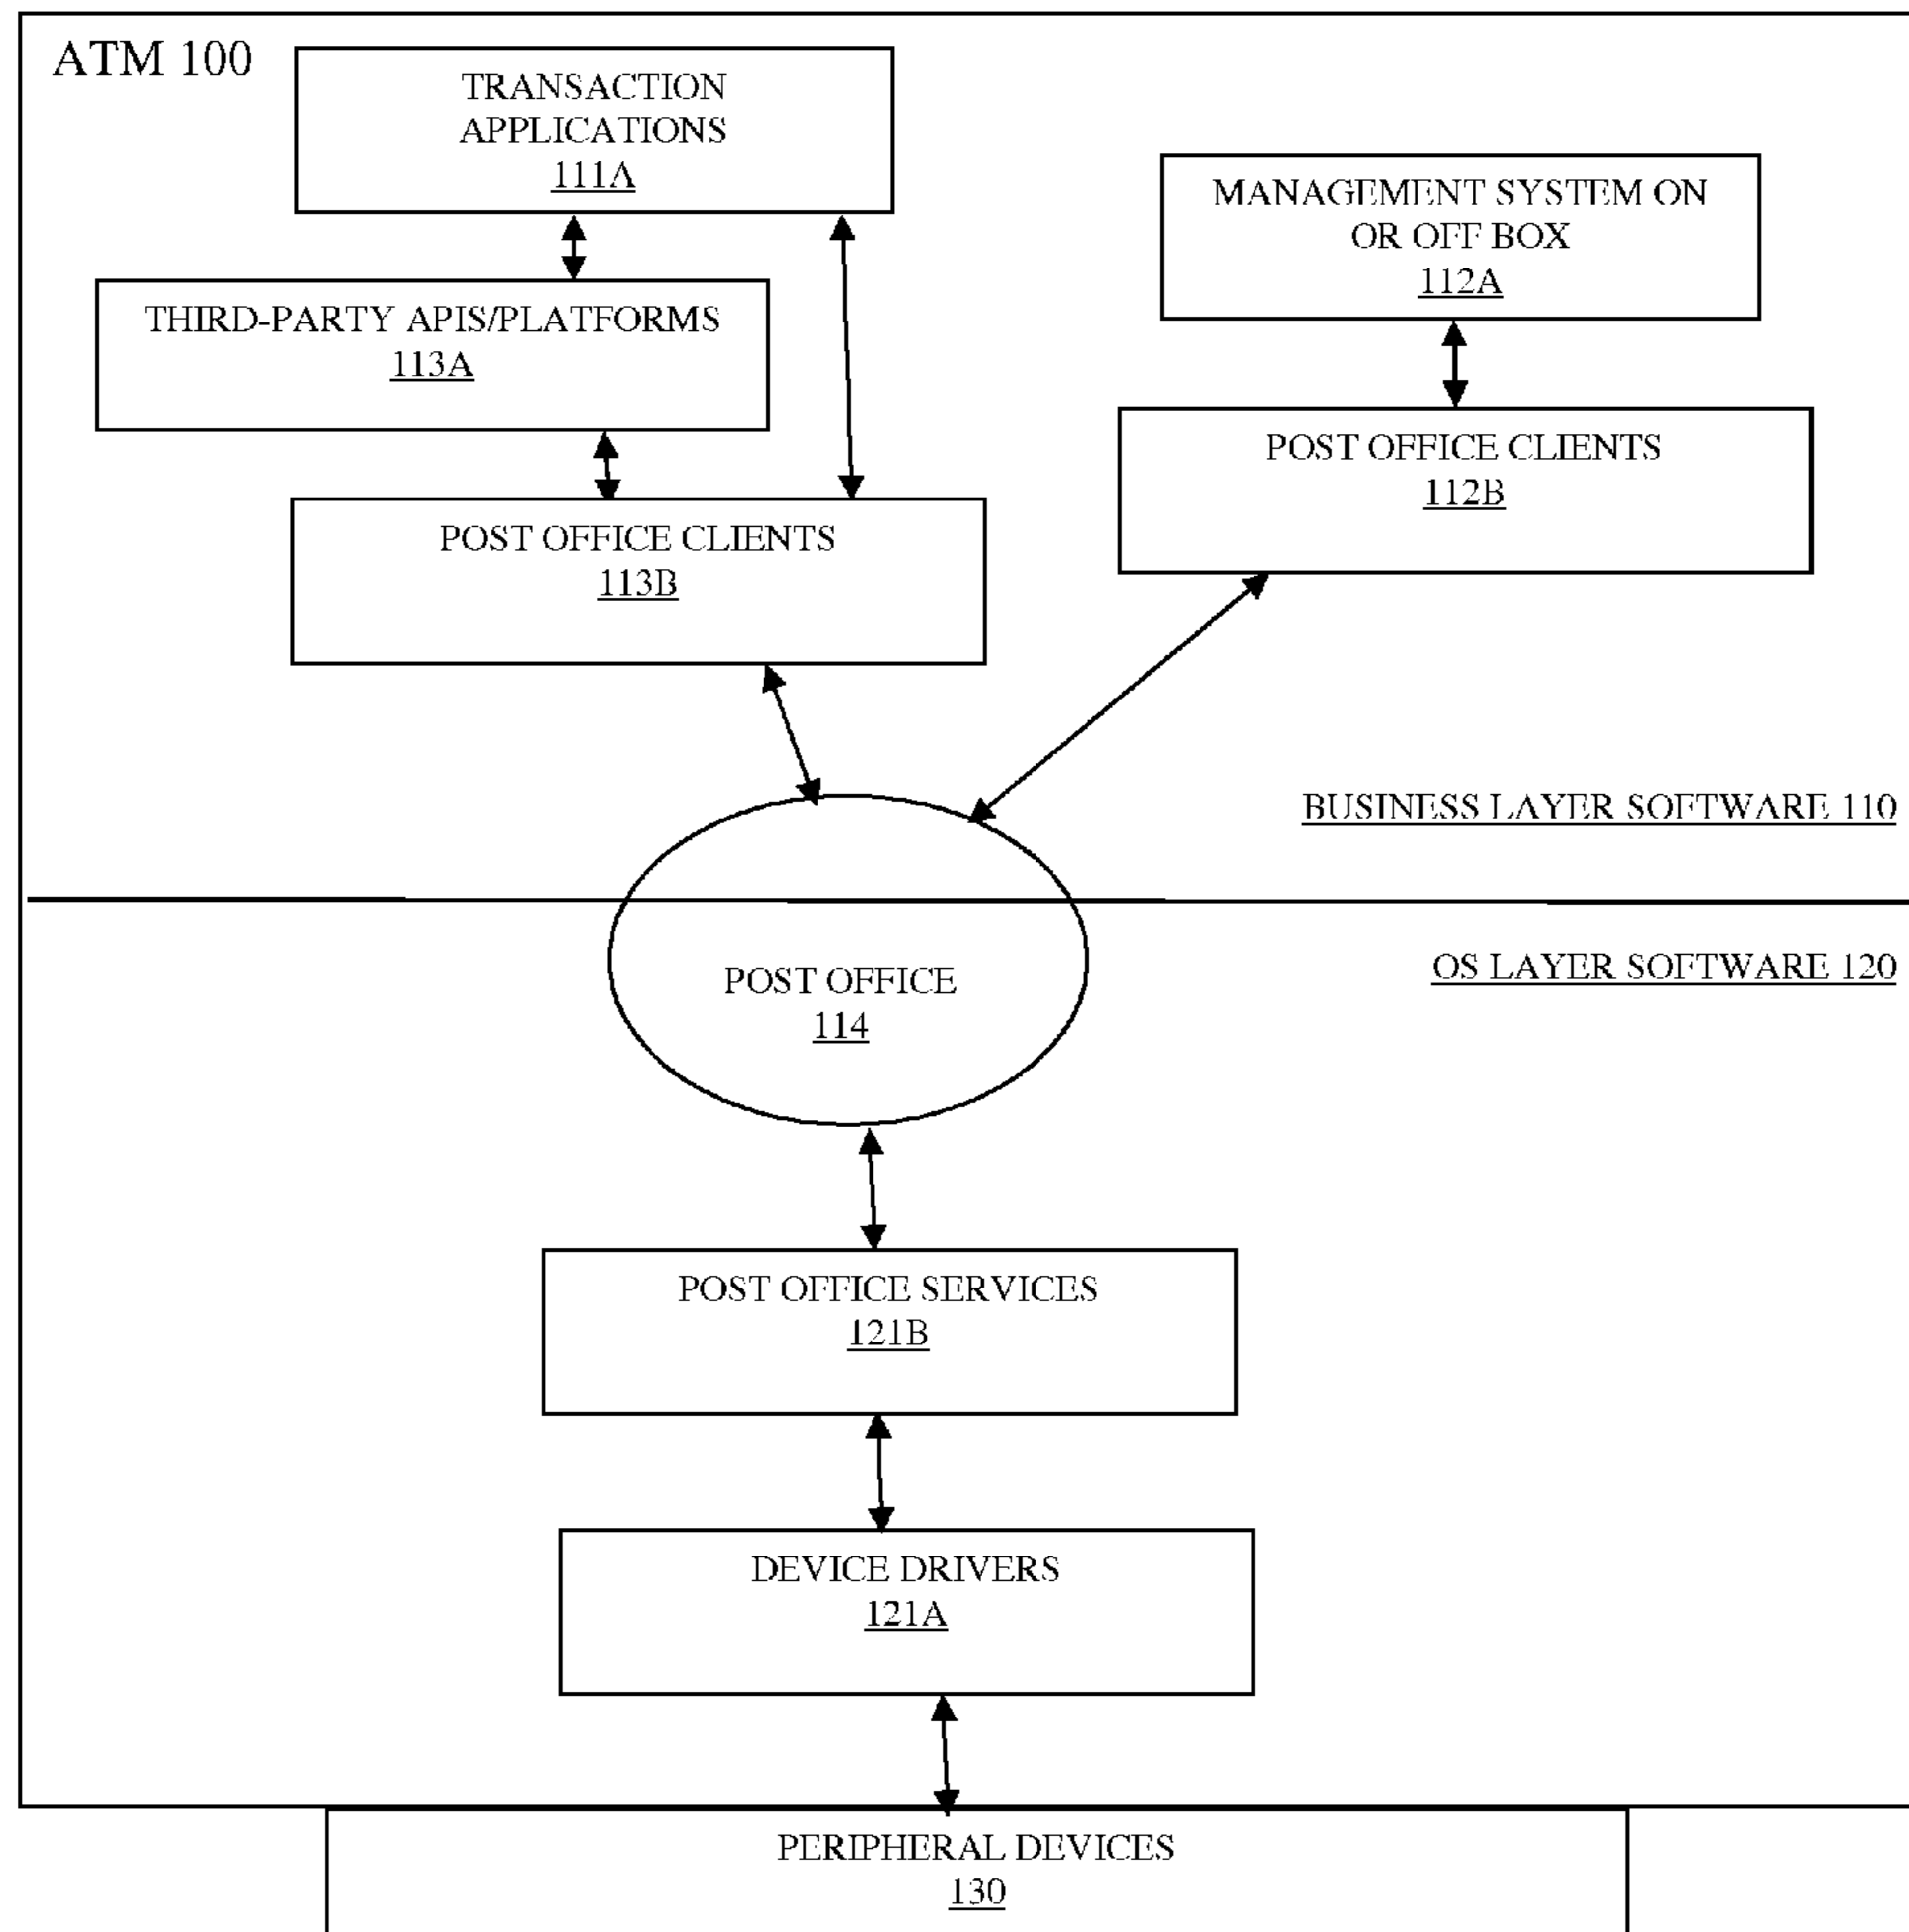 ATM 100
TRANSACTION
APPLICATIONS
111A
MANAGEMENT SYSTEM ON
OR OFF BOX
112A
THIRD-PARTY APIS/PLATFORMS
113A
POST OFFICE CLIENTS
112B
POST OFFICE CLIENTS
113B
BUSINESS LAYER SOFTWARE 110
OS LAYER SOFTWARE 120
POST OFFICE
114
POST OFFICE SERVICES
121B
DEVICE DRIVERS
121A
PERIPHERAL DEVICES
130